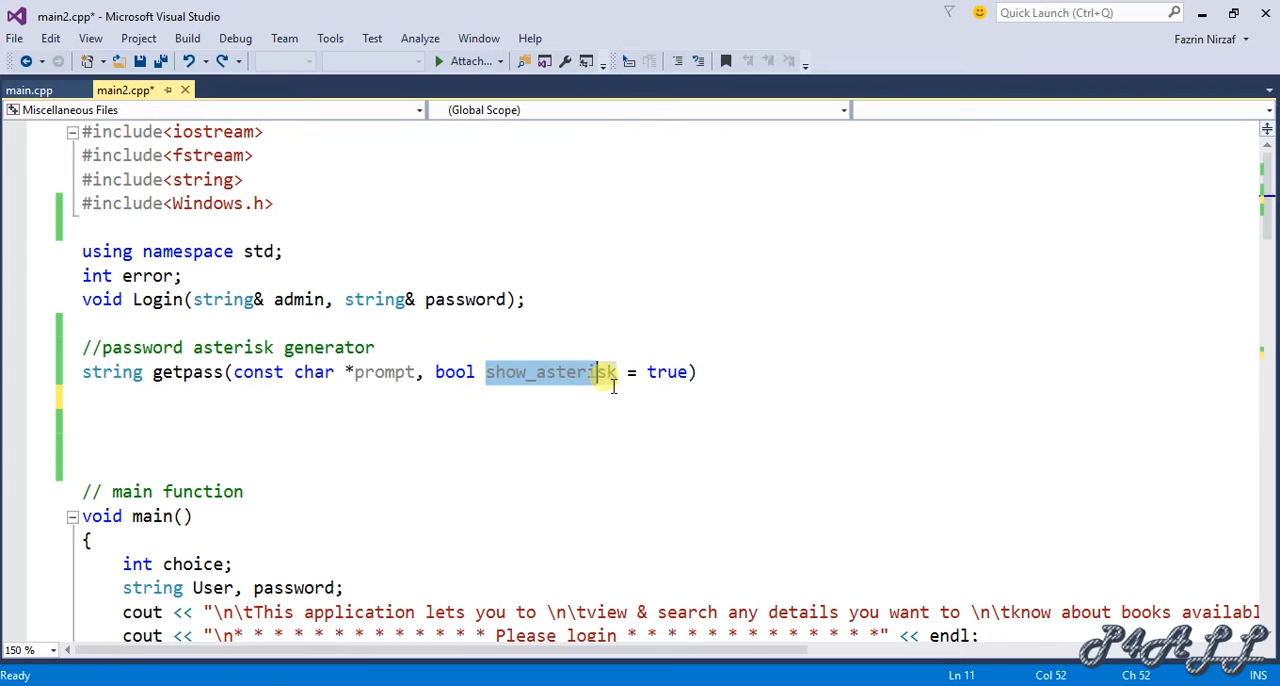 main2.cpp* - Microsoft Visual Studio
Quick Launch (Ctrl+Q)
File Edit View Project Build Debug Team Tools Test Analyze Window Help
Fazrin Nirzaf
Attach...
main.cpp main2.cpp*
Miscellaneous Files (Global Scope)
#include<iostream>
#include<fstream>
#include<string>
#include<Windows.h>
using namespace std;
int error;
void Login(string& admin, string& password);
//password asterisk generator
string getpass(const char *prompt, bool show_asterisk = true)
// main function
void main()
{
int choice;
string User, password;
cout << "\n\tThis application lets you to \n\tview & search any details you want to \n\tknow about books availabl
cout << "\n* * * * * * * * * * * * * Please login * * * * * * * * * * * * *" << endl;
150 %
P4ALL
Ready Ln 11 Col 52 Ch 52 INS